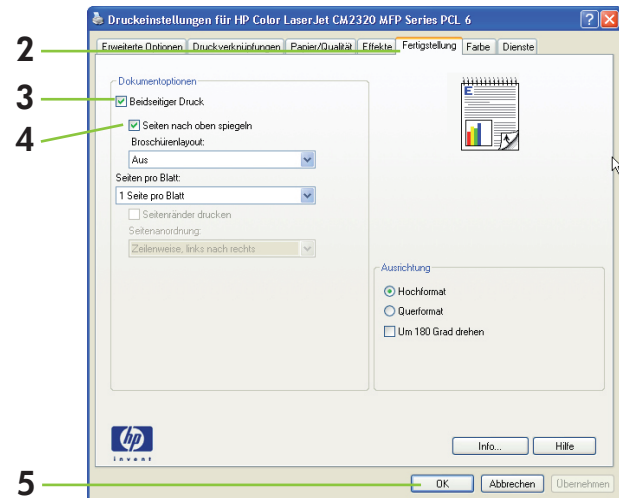 Druckeinstellungen für HP Color LaserJet CM2320 MFP Series PCL 6
2
Erweiterte Optionen Druckverknüpfungen Papier/Qualität Effekte Fertigstellung Farbe Dienste
Dokumentoptionen
3
Beidseitiger Druck
4
Seiten nach oben spiegeln
Broschürenlayout:
Aus
Seiten pro Blatt:
1 Seite pro Blatt
Seitenränder drucken
Seitenanordnung:
Zeilenweise, links nach rechts
E
Ausrichtung
Hochformat
Querformat
Um 180 Grad drehen
hp
invent
Info... Hilfe
5
OK Abbrechen Übernehmen